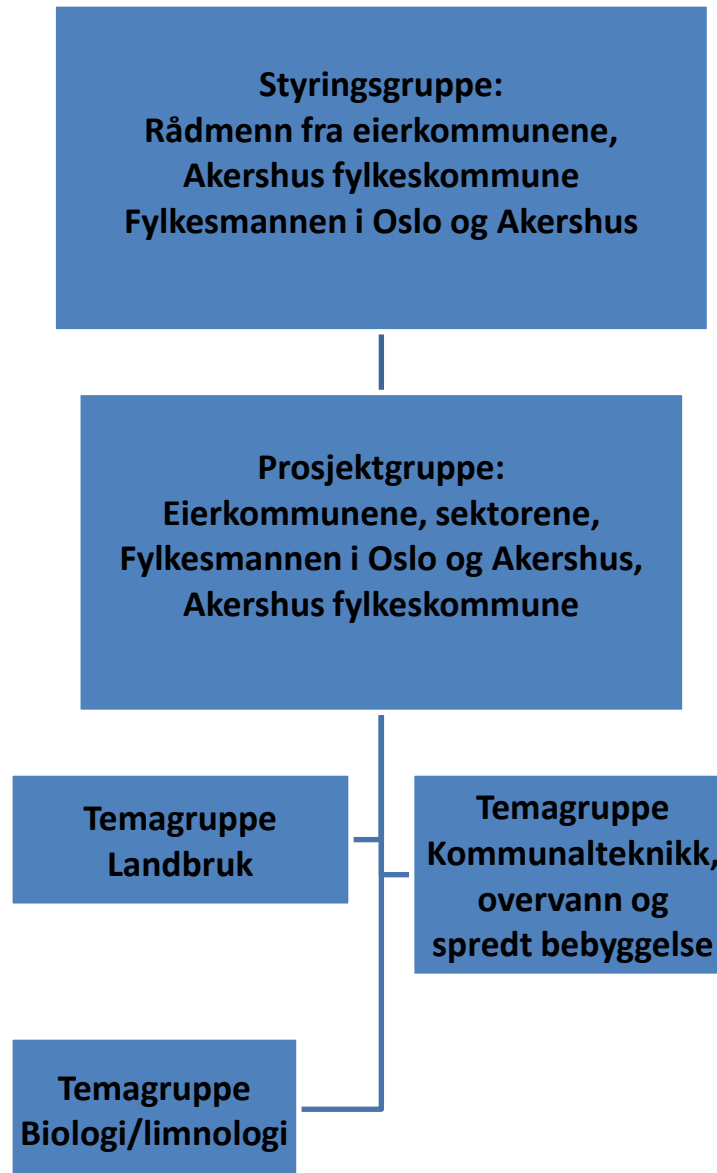 Styringsgruppe:
Rådmenn fra eierkommunene,
Akershus fylkeskommune
Fylkesmannen i Oslo og Akershus
Prosjektgruppe:
Eierkommunene, sektorene,
Fylkesmannen i Oslo og Akershus,
Akershus fylkeskommune
Temagruppe
Landbruk
Temagruppe
Kommunalteknikk,
overvann og
spredt bebyggelse
Temagruppe
Biologi/limnologi